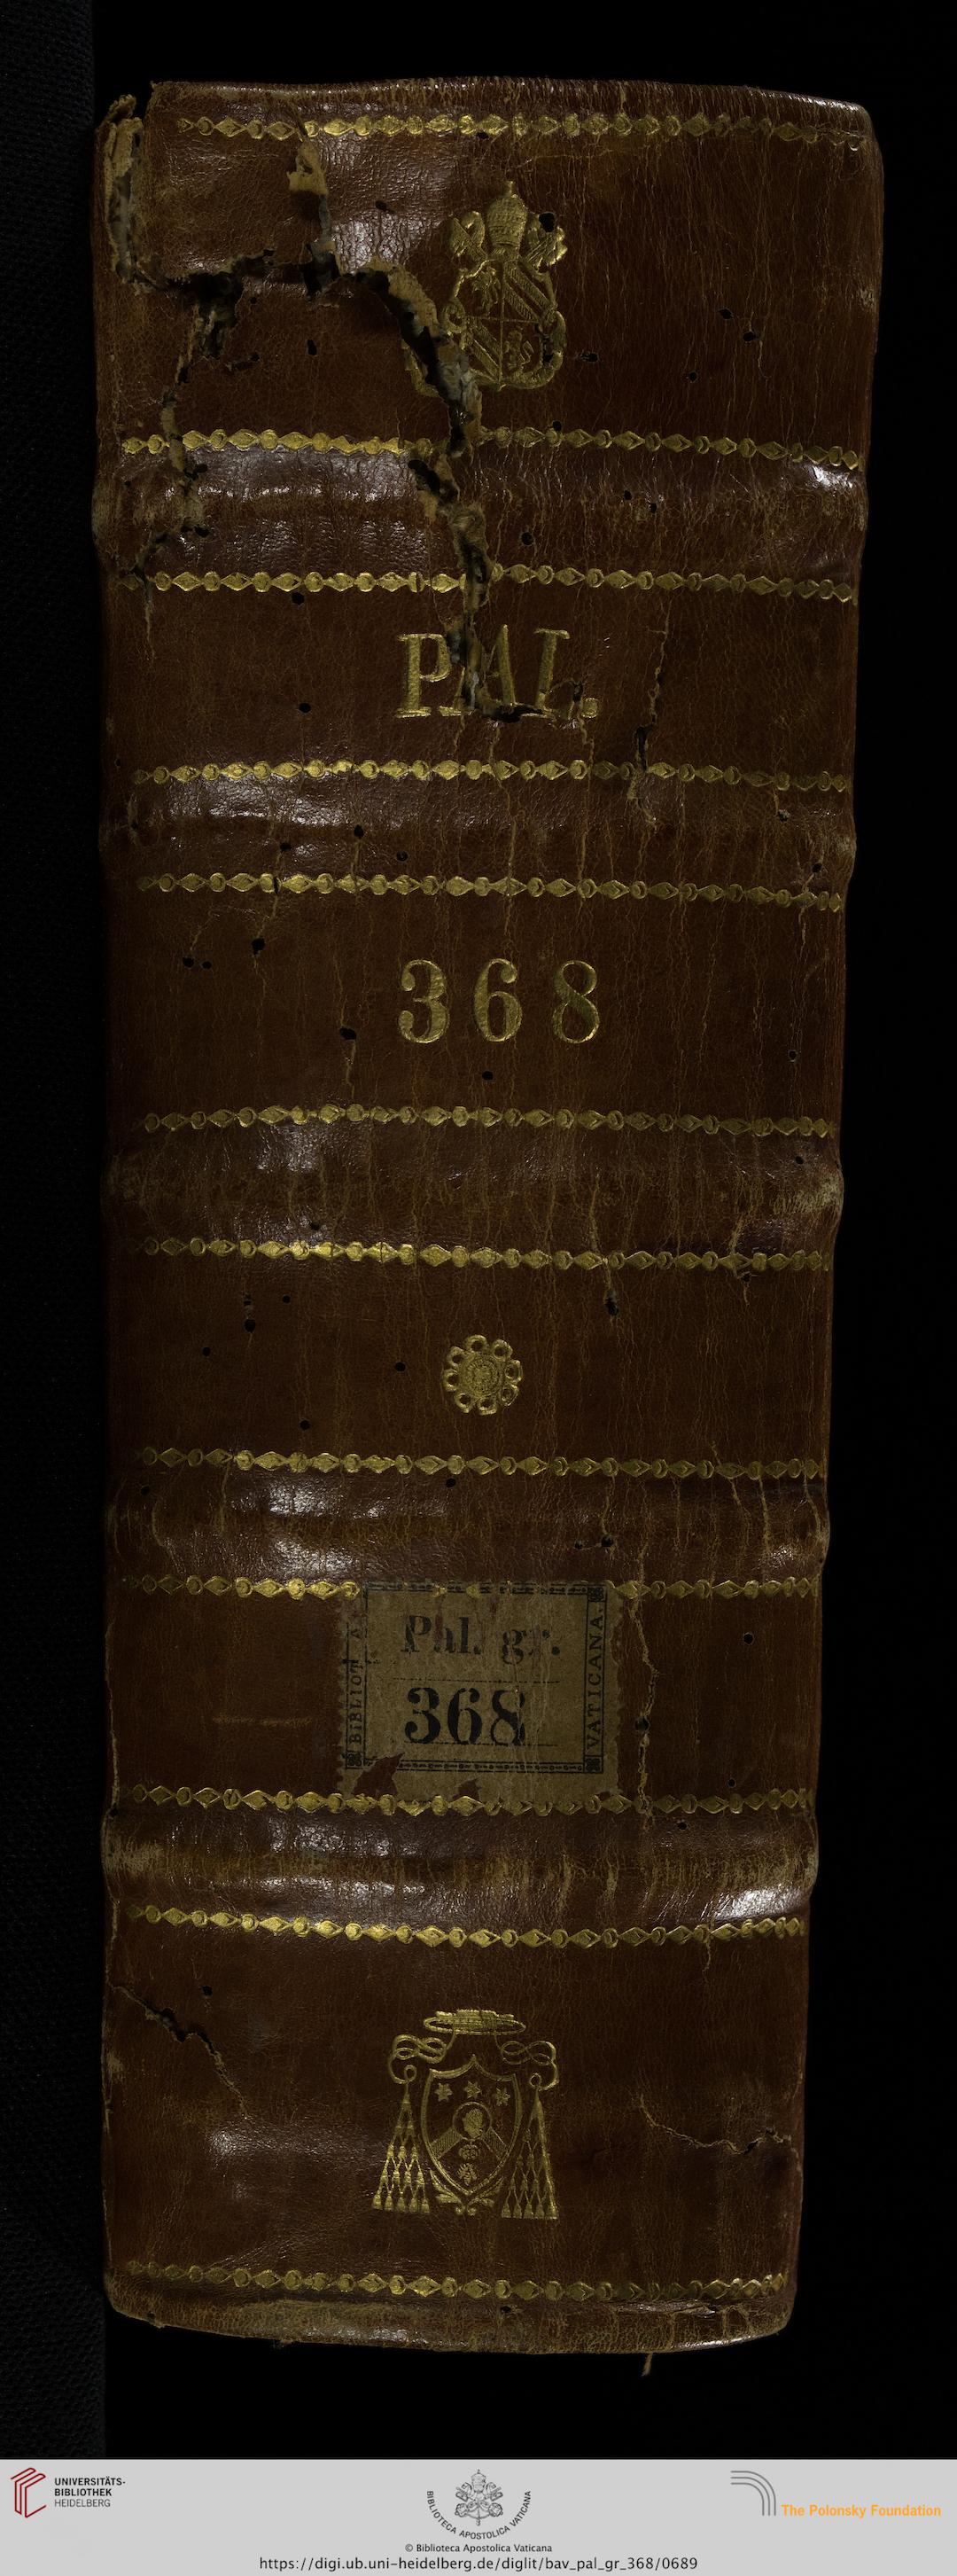 PAL.
368
Pal. gr.
368
BIBLIOT A
VATICANA
UNIVERSITÄTS-
BIBLIOTHEK
HEIDELBERG
BIBLIOTECA APOSTOLICA VATICANA
The Polonsky Foundation
© Biblioteca Apostolica Vaticana
https://digi.ub.uni-heidelberg.de/diglit/bav_pal_gr_368/0689